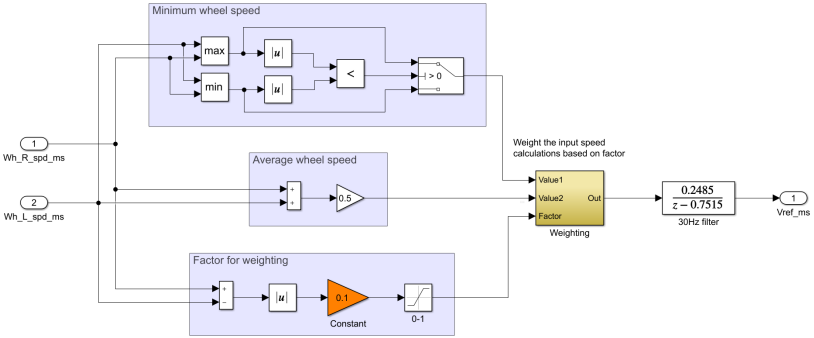 Minimum wheel speed
max
|u|
<
> 0
min
|u|
1
Wh_R_spd_ms
2
Wh_L_spd_ms
Average wheel speed
+
+
0.5
Weight the input speed
calculations based on factor
Value1
Value2 Out
Factor
Weighting
0.2485
z − 0.7515
30Hz filter
1
Vref_ms
Factor for weighting
+
−
|u|
0.1
Constant
0-1